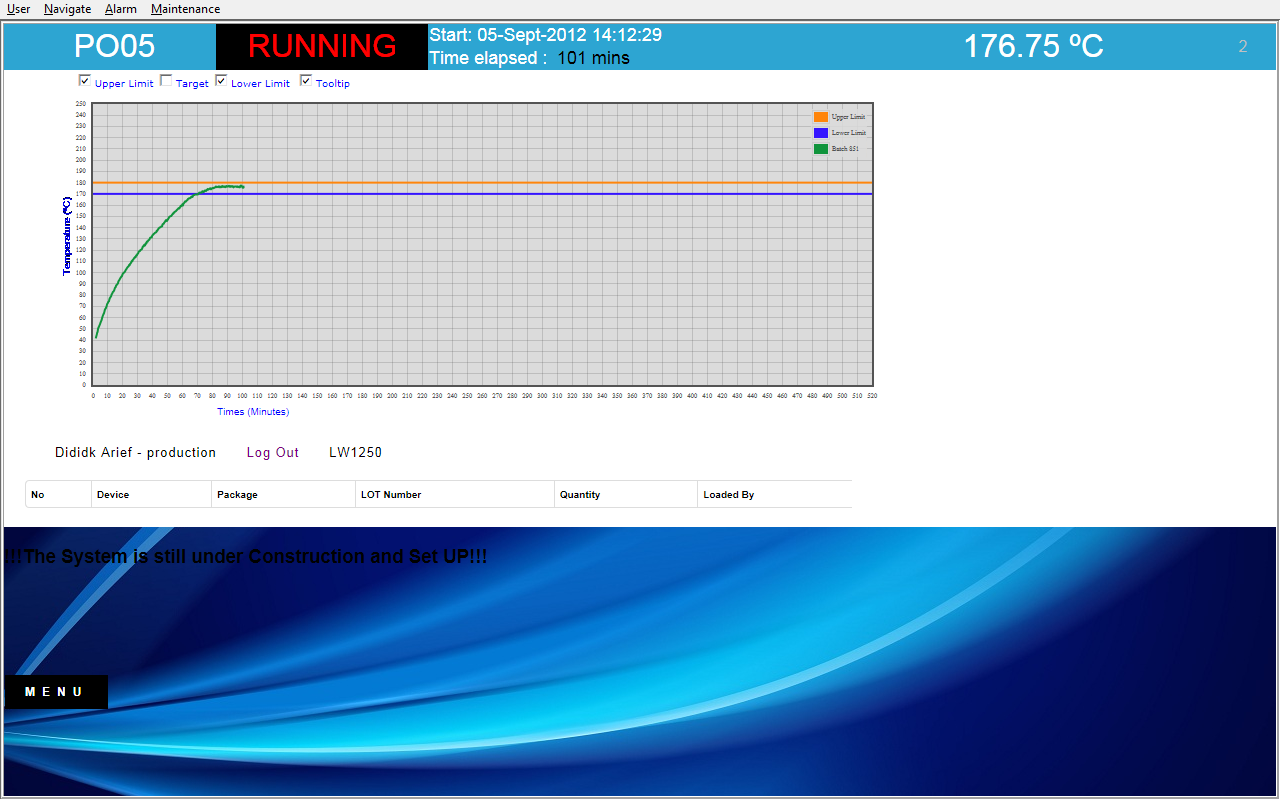 User Navigate Alarm Maintenance
PO05
RUNNING
Start: 05-Sept-2012 14:12:29
Time elapsed : 101 mins
176.75 ºC
2
Upper Limit Target Lower Limit Tooltip
250
240
230
220
210
200
190
180
170
160
150
140
130
120
110
100
90
80
70
60
50
40
30
20
10
0
Temperature (ºC)
Upper Limit
Lower Limit
Batch 851
0 10 20 30 40 50 60 70 80 90 100 110 120 130 140 150 160 170 180 190 200 210 220 230 240 250 260 270 280 290 300 310 320 330 340 350 360 370 380 390 400 410 420 430 440 450 460 470 480 490 500 510 520
Times (Minutes)
Dididk Arief - production Log Out LW1250
No Device Package LOT Number Quantity Loaded By
!!!The System is still under Construction and Set UP!!!
MENU